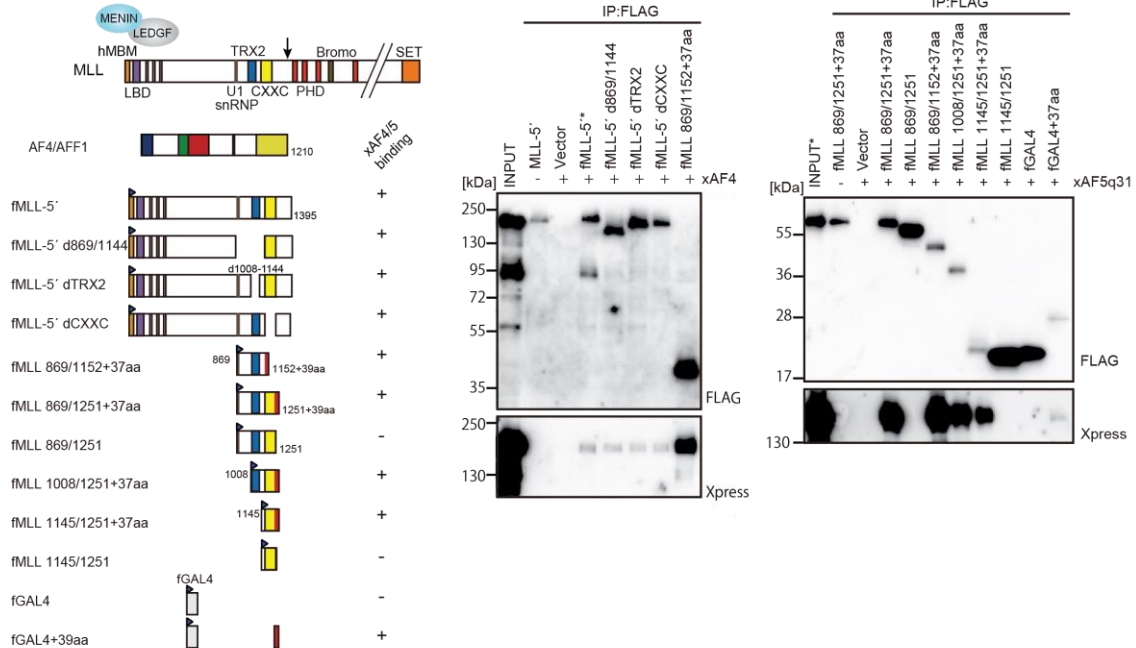 MENIN
LEDGF
hMBM
TRX2
Bromo
SET
MLL
LBD
U1
snRNP
CXXC
PHD
AF4/AFF1
1210
xAF4/5
binding
fMLL-5´
1395
+
fMLL-5´ d869/1144
+
d1008-1144
fMLL-5´ dTRX2
+
fMLL-5´ dCXXC
+
fMLL 869/1152+37aa
869
1152+39aa
+
fMLL 869/1251+37aa
1251+39aa
+
fMLL 869/1251
1251
-
fMLL 1008/1251+37aa
1008
+
fMLL 1145/1251+37aa
1145
+
fMLL 1145/1251
-
fGAL4
fGAL4
-
fGAL4+39aa
+
IP:FLAG
INPUT
MLL-5´
Vector
fMLL-5´*
fMLL-5´ d869/1144
fMLL-5´ dTRX2
fMLL-5´ dCXXC
fMLL 869/1152+37aa
- + + + + + + xAF4
[kDa]
250
130
95
72
55
35
FLAG
250
130
Xpress
IP:FLAG
INPUT*
fMLL 869/1251+37aa
Vector
fMLL 869/1251+37aa
fMLL 869/1251
fMLL 869/1152+37aa
fMLL 1008/1251+37aa
fMLL 1145/1251+37aa
fMLL 1145/1251
fGAL4
fGAL4+37aa
- + + + + + + + + + xAF5q31
[kDa]
55
36
28
17
FLAG
130
Xpress